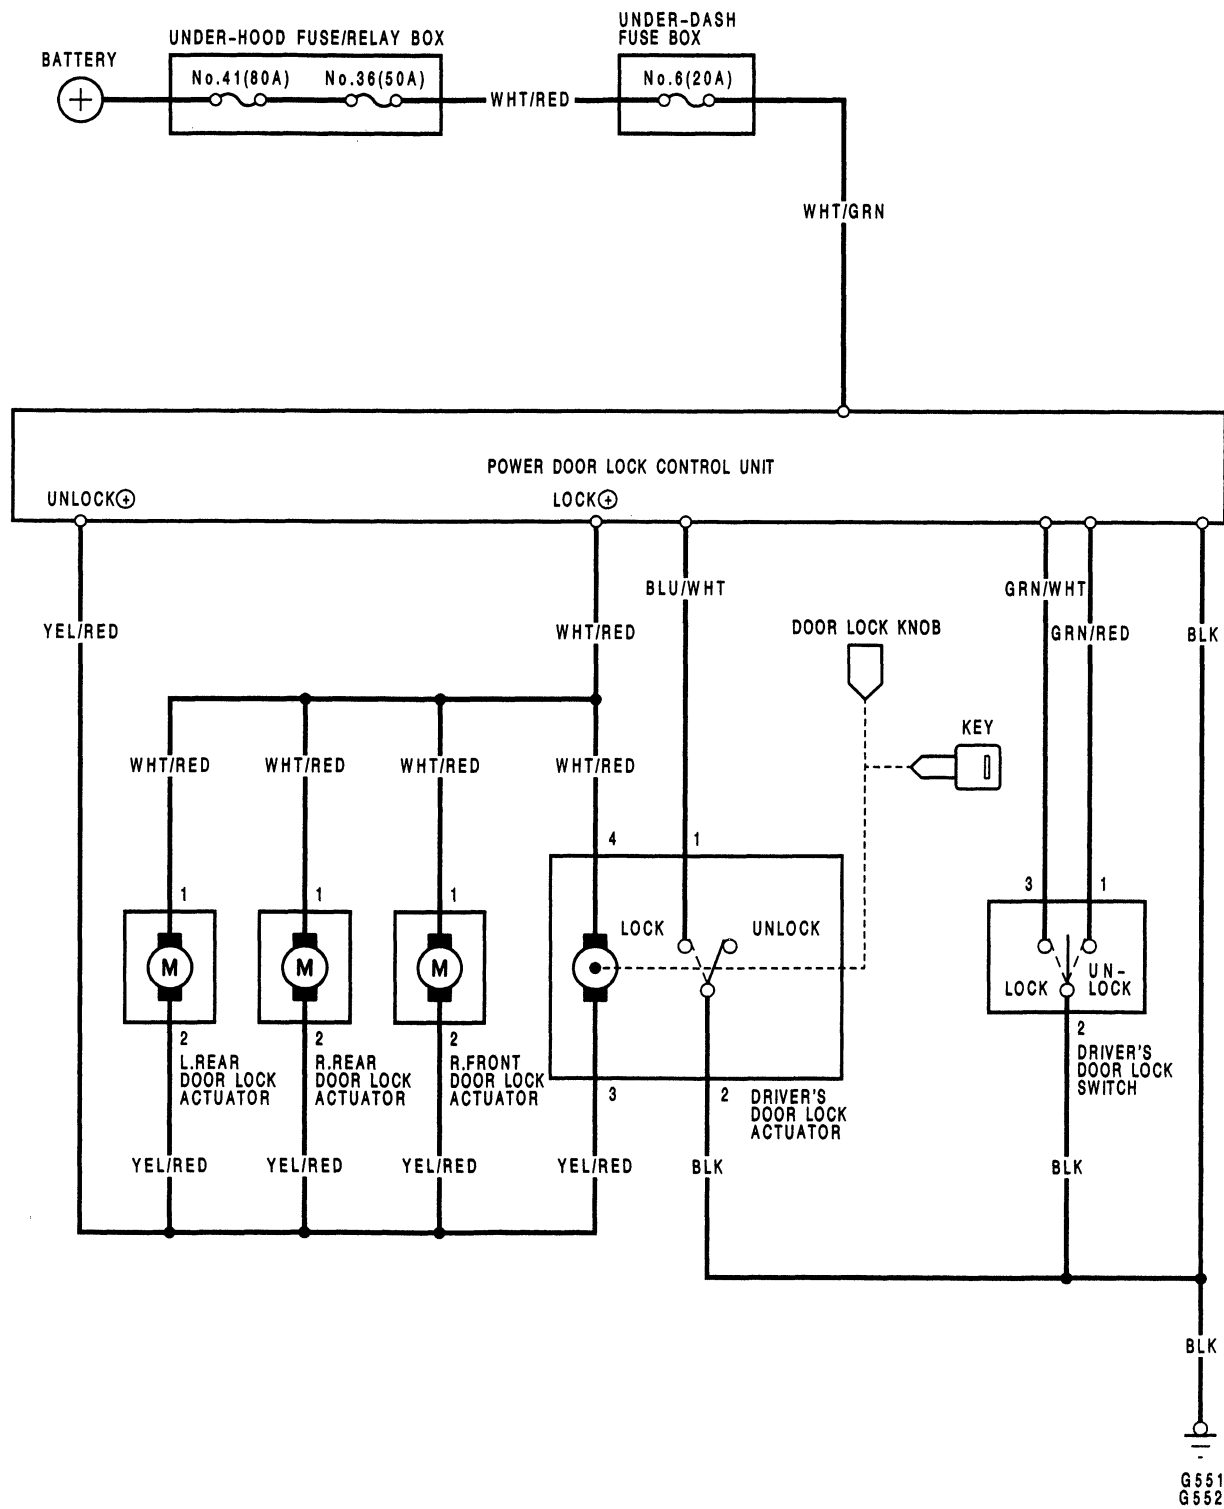 UNDER-DASH
FUSE BOX
UNDER-HOOD FUSE/RELAY BOX
BATTERY
No.41(80A)
No.36(50A)
No.6(20A)
WHT/RED
WHT/GRN
POWER DOOR LOCK CONTROL UNIT
UNLOCK+
LOCK+
BLU/WHT
GRN/WHT
YEL/RED
WHT/RED
DOOR LOCK KNOB
GRN/RED
BLK
KEY
WHT/RED
WHT/RED
WHT/RED
WHT/RED
4
1
1
1
1
3
1
LOCK
UNLOCK
M
M
M
LOCK
UN-
LOCK
2
L.REAR
DOOR LOCK
ACTUATOR
2
R.REAR
DOOR LOCK
ACTUATOR
2
R.FRONT
DOOR LOCK
ACTUATOR
3
2
DRIVER'S
DOOR LOCK
ACTUATOR
2
DRIVER'S
DOOR LOCK
SWITCH
YEL/RED
YEL/RED
YEL/RED
YEL/RED
BLK
BLK
BLK
G551
G552